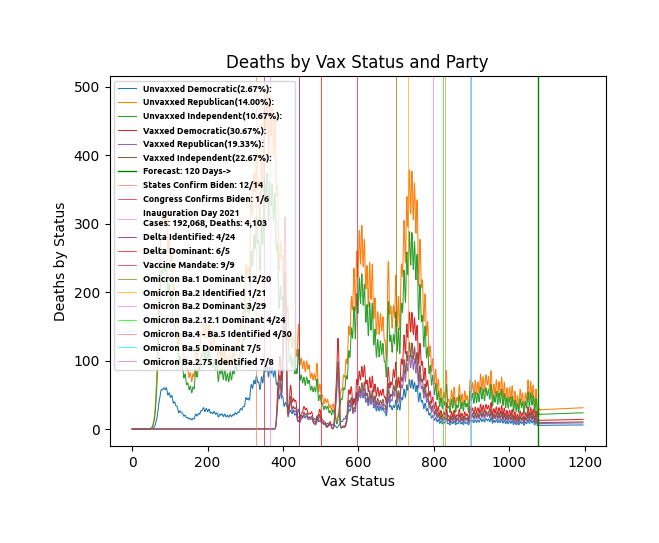 Deaths by Vax Status and Party
Deaths by Status
500
400
300
200
100
0
Unvaxxed Democratic(2.67%):
Unvaxxed Republican(14.00%):
Unvaxxed Independent(10.67%):
Vaxxed Democratic(30.67%):
Vaxxed Republican(19.33%):
Vaxxed Independent(22.67%):
Forecast: 120 Days->
States Confirm Biden: 12/14
Congress Confirms Biden: 1/6
Inauguration Day 2021
Cases: 192,068, Deaths: 4,103
Delta Identified: 4/24
Delta Dominant: 6/5
Vaccine Mandate: 9/9
Omicron Ba.1 Dominant 12/20
Omicron Ba.2 Identified 1/21
Omicron Ba.2 Dominant 3/29
Omicron Ba.2.12.1 Dominant 4/24
Omicron Ba.4 - Ba.5 Identified 4/30
Omicron Ba.5 Dominant 7/5
Omicron Ba.2.75 Identified 7/8
0 200 400 600 800 1000 1200
Vax Status